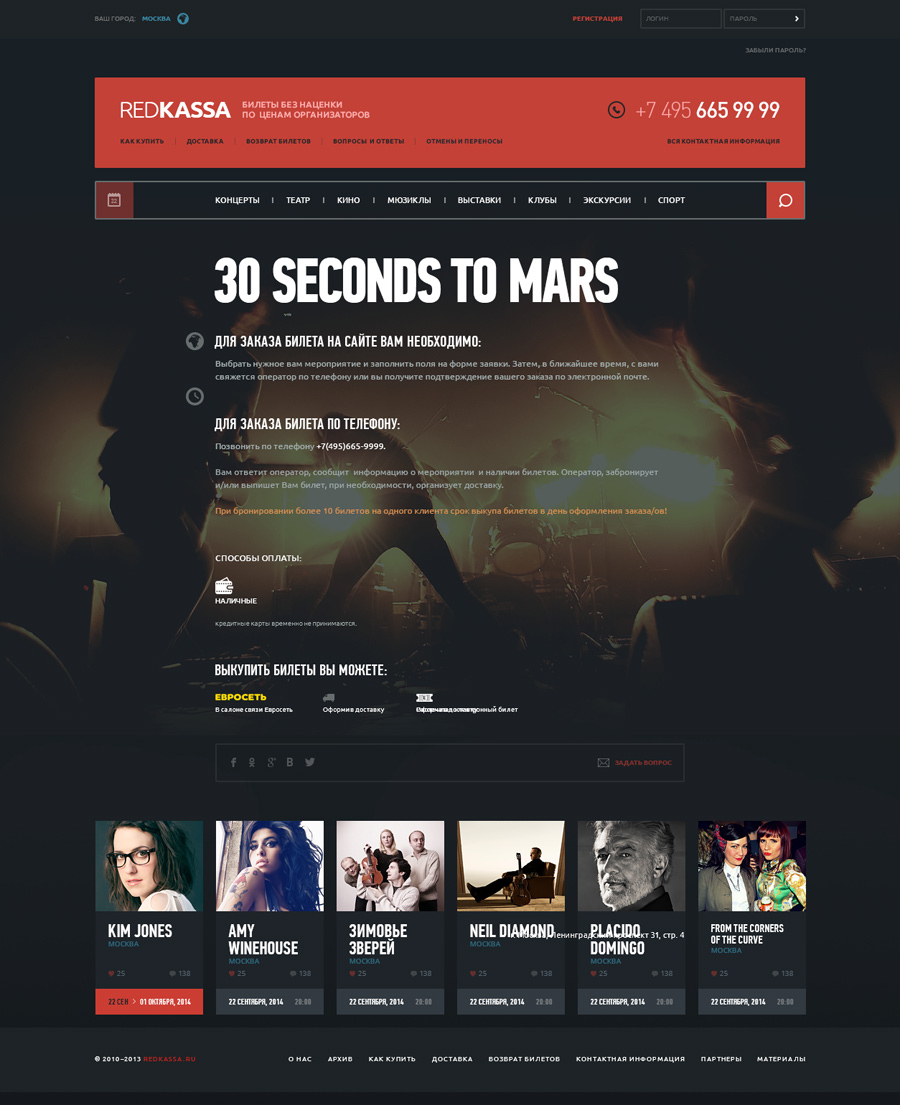 ВАШ ГОРОД: МОСКВА
РЕГИСТРАЦИЯ
ЛОГИН
ПАРОЛЬ
ЗАБЫЛИ ПАРОЛЬ?
REDKASSA
БИЛЕТЫ БЕЗ НАЦЕНКИ
ПО ЦЕНАМ ОРГАНИЗАТОРОВ
+7 495 665 99 99
КАК КУПИТЬ | ДОСТАВКА | ВОЗВРАТ БИЛЕТОВ | ВОПРОСЫ И ОТВЕТЫ | ОТМЕНЫ И ПЕРЕНОСЫ
ВСЯ КОНТАКТНАЯ ИНФОРМАЦИЯ
22
КОНЦЕРТЫ | ТЕАТР | КИНО | МЮЗИКЛЫ | ВЫСТАВКИ | КЛУБЫ | ЭКСКУРСИИ | СПОРТ
30 SECONDS TO MARS
ДЛЯ ЗАКАЗА БИЛЕТА НА САЙТЕ ВАМ НЕОБХОДИМО:
Выбрать нужное вам мероприятие и заполнить поля на форме заявки. Затем, в ближайшее время, с вами
свяжется оператор по телефону или вы получите подтверждение вашего заказа по электронной почте.
ДЛЯ ЗАКАЗА БИЛЕТА ПО ТЕЛЕФОНУ:
Позвонить по телефону +7(495)665-9999.
Вам ответит оператор, сообщит информацию о мероприятии и наличии билетов. Оператор, забронирует
и/или выпишет Вам билет, при необходимости, организует доставку.
При бронировании более 10 билетов на одного клиента срок выкупа билетов в день оформления заказа/ов!
СПОСОБЫ ОПЛАТЫ:
НАЛИЧНЫЕ
кредитные карты временно не принимаются.
ВЫКУПИТЬ БИЛЕТЫ ВЫ МОЖЕТЕ:
ЕВРОСЕТЬ
В салоне связи Евросеть
Оформив доставку
билет
ЗАДАТЬ ВОПРОС
KIM JONES
МОСКВА
25 138
22 СЕН > 01 ОКТЯБРЯ, 2014
AMY
WINEHOUSE
МОСКВА
25 138
22 СЕНТЯБРЯ, 2014 20:00
ЗИМОВЬЕ
ЗВЕРЕЙ
МОСКВА
25 138
22 СЕНТЯБРЯ, 2014 20:00
NEIL DIAMOND
МОСКВА
25 138
22 СЕНТЯБРЯ, 2014 20:00
PLACIDO
DOMINGO
МОСКВА
25 138
22 СЕНТЯБРЯ, 2014 20:00
Ленинградский проспект 31, стр. 4
FROM THE CORNERS
OF THE CURVE
МОСКВА
25 138
22 СЕНТЯБРЯ, 2014 20:00
© 2010–2013 REDKASSA.RU
О НАС АРХИВ КАК КУПИТЬ ДОСТАВКА ВОЗВРАТ БИЛЕТОВ КОНТАКТНАЯ ИНФОРМАЦИЯ ПАРТНЕРЫ МАТЕРИАЛЫ